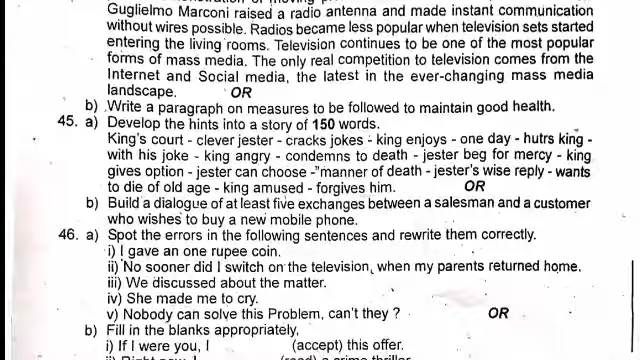 Guglielmo Marconi raised a radio antenna and made instant communication
without wires possible. Radios became less popular when television sets started
entering the living rooms. Television continues to be one of the most popular
forms of mass media. The only real competition to television comes from the
Internet and Social media, the latest in the ever-changing mass media
landscape. OR
b) Write a paragraph on measures to be followed to maintain good health.
45. a) Develop the hints into a story of 150 words.
King's court - clever jester - cracks jokes - king enjoys - one day - hutrs king -
with his joke - king angry - condemns to death - jester beg for mercy - king
gives option - jester can choose - manner of death - jester's wise reply - wants
to die of old age - king amused - forgives him. OR
b) Build a dialogue of at least five exchanges between a salesman and a customer
who wishes to buy a new mobile phone.
46. a) Spot the errors in the following sentences and rewrite them correctly.
i) I gave an one rupee coin.
ii) No sooner did I switch on the television, when my parents returned home.
iii) We discussed about the matter.
iv) She made me to cry.
v) Nobody can solve this Problem, can't they ? OR
b) Fill in the blanks appropriately,
i) If I were you, I (accept) this offer.